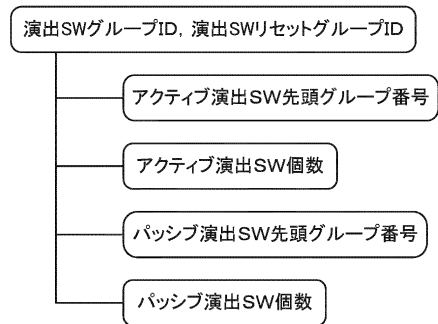 演出SWグループID，演出SWリセットグループID
アクティブ演出SW先頭グループ番号
アクティブ演出SW個数
パッシブ演出SW先頭グループ番号
パッシブ演出SW個数